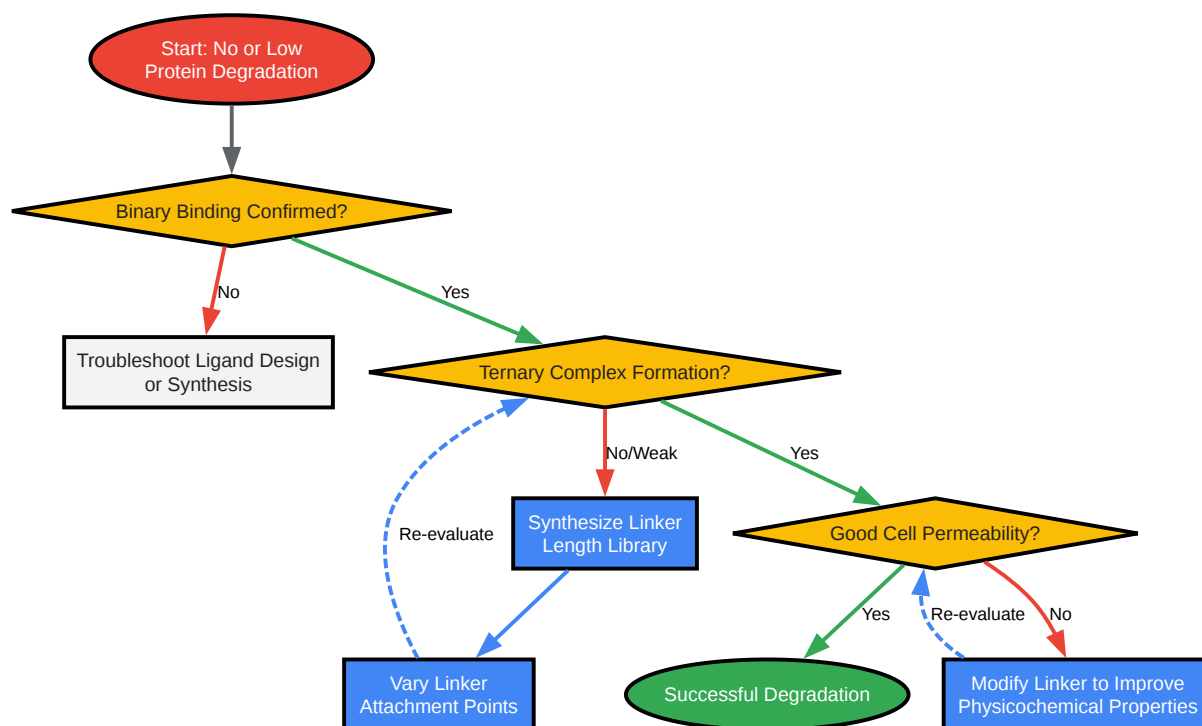 Start: No or Low
Protein Degradation
Binary Binding Confirmed?
No
Yes
Troubleshoot Ligand Design
or Synthesis
Ternary Complex Formation?
No/Weak
Yes
Re-evaluate
Synthesize Linker
Length Library
Good Cell Permeability?
Yes
Re-evaluate
No
Vary Linker
Attachment Points
Successful Degradation
Modify Linker to Improve
Physicochemical Properties